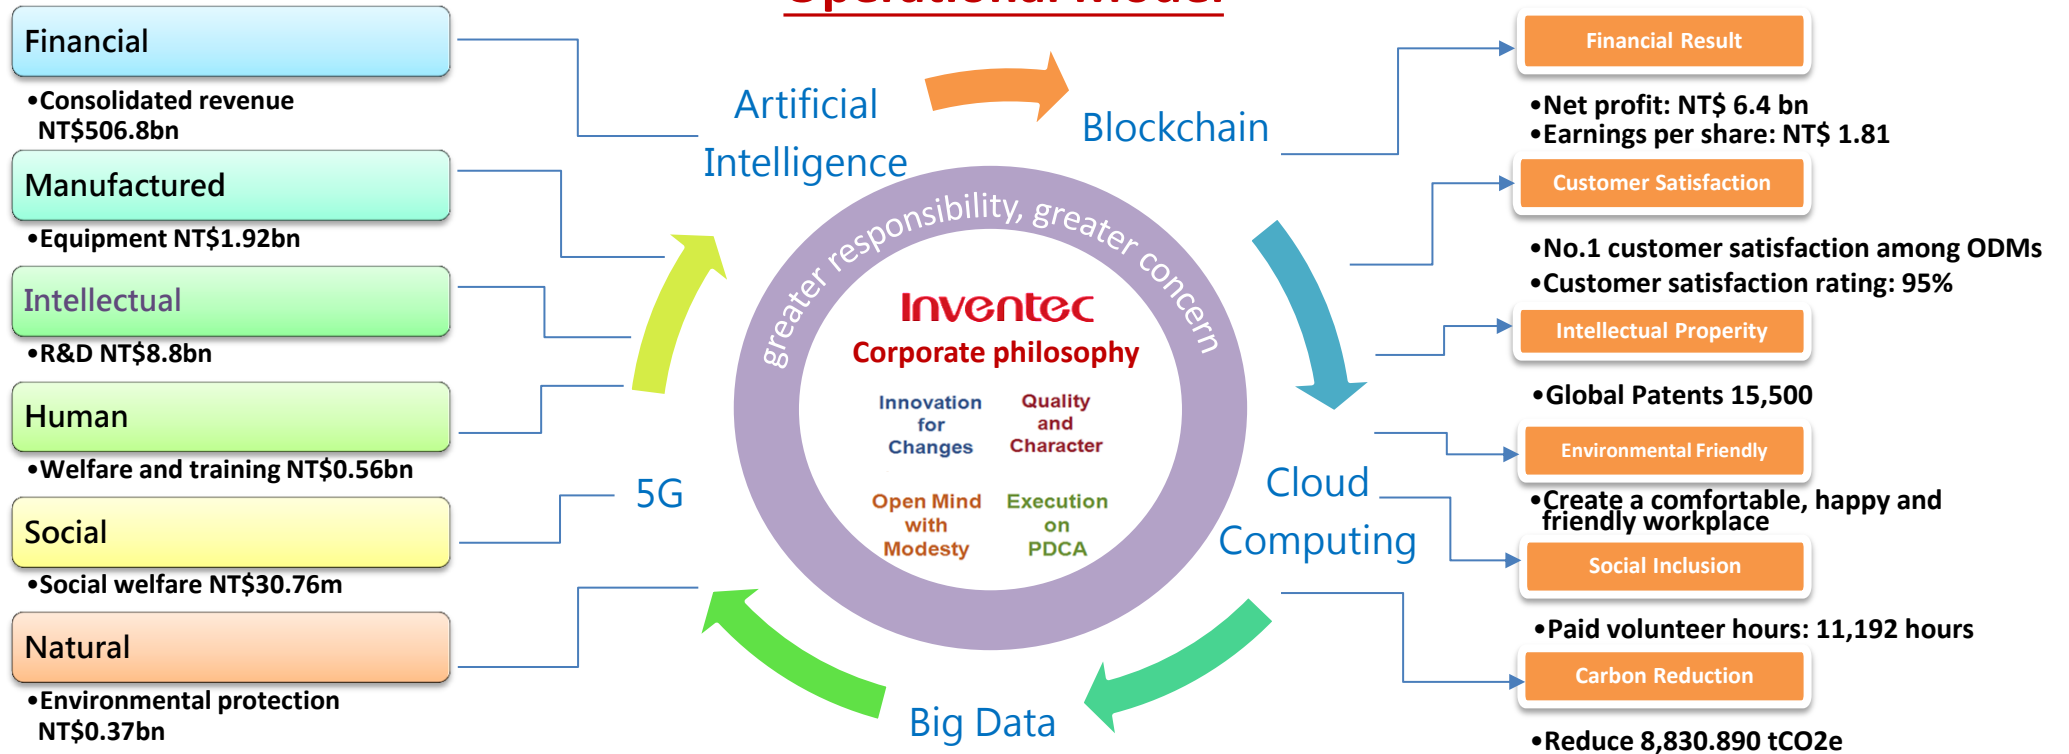 Operational Model
Financial
•Consolidated revenue
NT$506.8bn
Manufactured
•Equipment NT$1.92bn
Intellectual
•R&D NT$8.8bn
Human
•Welfare and training NT$0.56bn
Social
•Social welfare NT$30.76m
Natural
•Environmental protection
NT$0.37bn
Artificial
Intelligence
Blockchain
5G
Cloud
Computing
Big Data
greater responsibility, greater concern
Inventec
Corporate philosophy
Innovation
for
Changes
Quality
and
Character
Open Mind
with
Modesty
Execution
on
PDCA
Financial Result
•Net profit: NT$ 6.4 bn
•Earnings per share: NT$ 1.81
Customer Satisfaction
•No.1 customer satisfaction among ODMs
•Customer satisfaction rating: 95%
Intellectual Properity
•Global Patents 15,500
Environmental Friendly
•Create a comfortable, happy and
friendly workplace
Social Inclusion
•Paid volunteer hours: 11,192 hours
Carbon Reduction
•Reduce 8,830.890 tCO2e